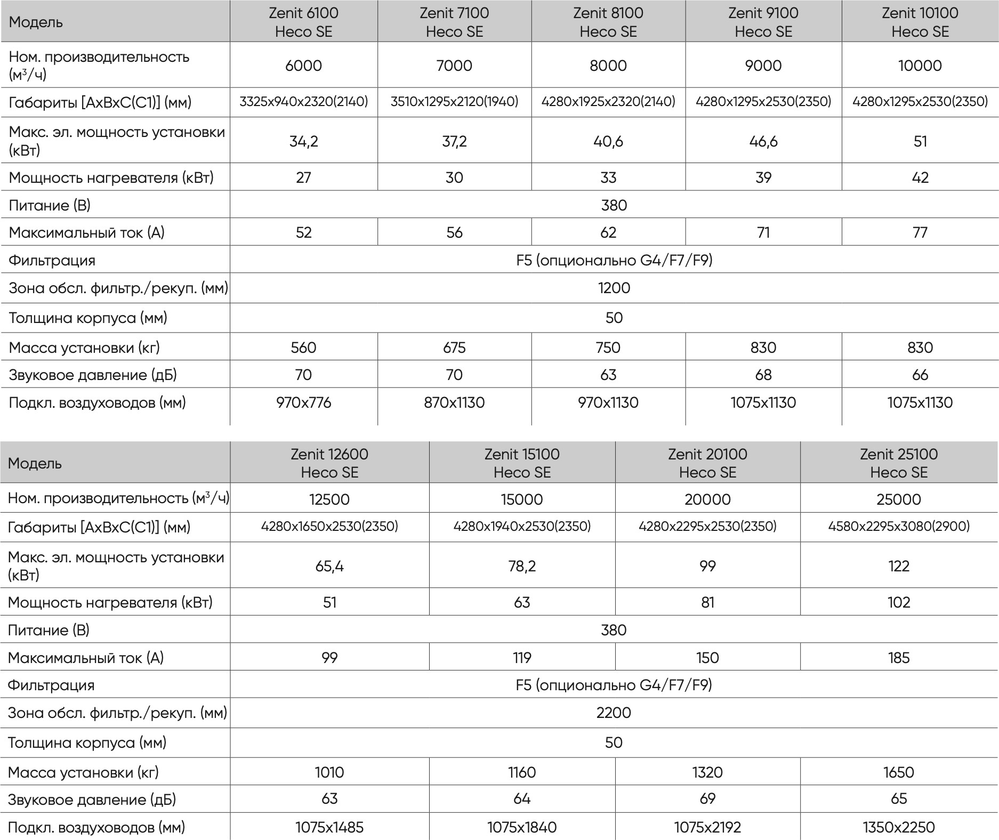 Модель Zenit 6100 Heco SE Zenit 7100 Heco SE Zenit 8100 Heco SE Zenit 9100 Heco SE Zenit 10100 Heco SE
Ном. производительность (м³/ч) 6000 7000 8000 9000 10000
Габариты [АхВхС(С1)] (мм) 3325x940x2320(2140) 3510x1295x2120(1940) 4280x1925x2320(2140) 4280x1295x2530(2350) 4280x1295x2530(2350)
Макс. эл. мощность установки (кВт) 34,2 37,2 40,6 46,6 51
Мощность нагревателя (кВт) 27 30 33 39 42
Питание (В) 380
Максимальный ток (А) 52 56 62 71 77
Фильтрация F5 (опционально G4/F7/F9)
Зона обсл. фильтр./рекуп. (мм) 1200
Толщина корпуса (мм) 50
Масса установки (кг) 560 675 750 830 830
Звуковое давление (дБ) 70 70 63 68 66
Подкл. воздуховодов (мм) 970x776 870x1130 970x1130 1075x1130 1075x1130
Модель Zenit 12600 Heco SE Zenit 15100 Heco SE Zenit 20100 Heco SE Zenit 25100 Heco SE
Ном. производительность (м³/ч) 12500 15000 20000 25000
Габариты [АхВхС(С1)] (мм) 4280x1650x2530(2350) 4280x1940x2530(2350) 4280x2295x2530(2350) 4580x2295x3080(2900)
Макс. эл. мощность установки (кВт) 65,4 78,2 99 122
Мощность нагревателя (кВт) 51 63 81 102
Питание (В) 380
Максимальный ток (А) 99 119 150 185
Фильтрация F5 (опционально G4/F7/F9)
Зона обсл. фильтр./рекуп. (мм) 2200
Толщина корпуса (мм) 50
Масса установки (кг) 1010 1160 1320 1650
Звуковое давление (дБ) 63 64 69 65
Подкл. воздуховодов (мм) 1075x1485 1075x1840 1075x2192 1350x2250